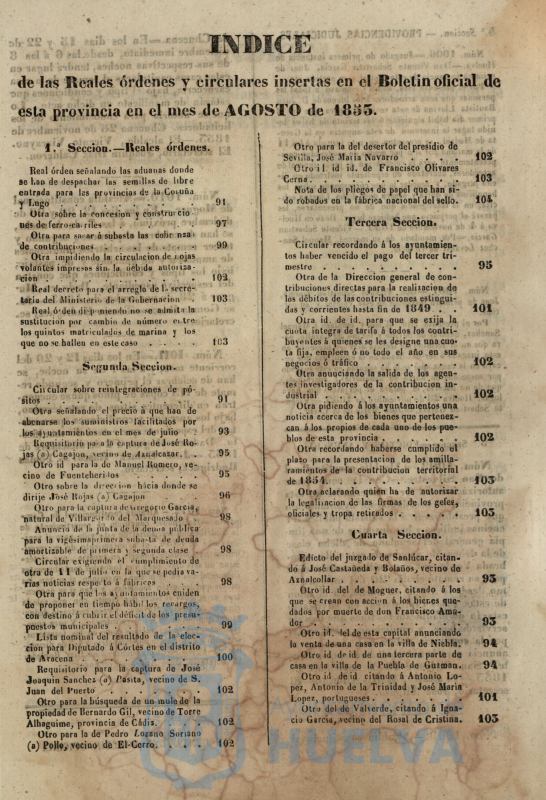 INDICE
de las Reales órdenes y circulares insertas en el Boletin oficial de
esta provincia en el mes de AGOSTO de 1853.
1.ª Seccion.—Reales órdenes.
Real órden señalando las aduanas donde
se han de despachar las semillas de libre
entrada para las provincias de la Coruña
y Lugo . . . . 91
Otra sobre la concesion y construccio
nes de ferro-carriles . . . 97
Otra para sacar á subasta las cobranza
de contribuciones . . . . 99
Otra impidiendo la circulacion de hojas
volantes impresas sin la debida autoriza-
cion . . . . 102
Real decreto para el arreglo de la secre-
taria del Ministerio de la Gobernacion . 103
Real órden disponiendo no se admita la
sustitucion por cambio de número entre
los quintos matriculados de marina y los
que no se hallen en este caso . . . 103
Segunda Seccion.
Circular sobre reintegraciones de pó-
sitos . . . . 91
Otra señalando el precio á que han de
abonarse los suministros facilitados por
los ayuntamientos en el mes de julio . 93
Requisitorio para la captura de José Ro-
jas (a) Cagajon, vecino de Aznalcazar. . 95
Otro id para la de Manuel Romero, ve-
cino de Fuenteheridos . . . 95
Otro sobre la direccion hácia donde se
dirije José Rojas (a) Cagajon . 96
Otro para la captura de Gregorio Garcia,
natural de Villargordo del Marquesado . 98
Anuncio de la junta de la deuda pública
para la vigésimaprimera subasta de deuda
amortizable de primera y segunda clase 98
Circular exigiendo el cumplimiento de
otra de 11 de julio en la que se pedia va-
rias noticias respecto á fábricas . 98
Otra para que los ayuntamientos cuiden
de proponer en tiempo hábil los recargos,
con destino á cubrir el déficit de los presu-
puestos municipales . . . 99
Lista nominal del resultado de la elec-
cion para Diputado á Córtes en el distrito
de Aracena . . . . 100
Requisitorio para la captura de José
Joaquin Sanchez (a) Pasita, vecino de S.
Juan del Puerto . . . . 102
Otro para la búsqueda de un mulo de la
propiedad de Bernardo Gil, vecino de Torre
Alhaguime, provincia de Cádiz. . . 102
Otro para la de Pedro Lozano Soriano
(a) Pollo, vecino de El-Cerro. . . . 102
Otro para la del desertor del presidio de
Sevilla, José Maria Navarro . . . . 102
Otro il id id. de Francisco Olivares
Cerna . . . . 103
Nota de los pliegos de papel que han si-
do robados en la fábrica nacional del sello. 104
Tercera Seccion.
Circular recordando á los ayuntamien-
tos haber vencido el pago del tercer tri-
mestre . . . . 95
Otra de la Direccion general de con-
tribuciones directas para la realizacion de
los débitos de las contribuciones estingui-
das y corrientes hasta fin de 1849 . . 101
Otra id. de id. para que se exija la
cuota íntegra de tarifa á todos los contri-
buyentes á quienes se les designe una cuo-
ta fija, empleen ó no todo el año en sus
negocios ó tráfico . . . . 102
Otra anunciando la salida de los agen-
tes investigadores de la contribucion in-
dustrial . . . . 102
Otra pidiendo á los ayuntamientos una
noticia cerca de los bienes que pertenez-
can á los propios de cada uno de los pue-
blos de esta provincia . . . . 102
Otra recordando haberse cumplido el
plazo para la presentacion de los amilla-
ramientos de la contribucion territorial
de 1854. . . . 103
Otra aclarando quien ha de autorizar
la legalizacion de las firmas de los gefes,
oficiales y tropa retirados . . . . 103
Cuarta Seccion.
Edicto del juzgado de Sanlúcar, citan-
do á José Castañeda y Bolaños, vecino de
Aznalcollar . . . . 93
Otro id. del de Moguer, citando á los
que se crean con accion á los bienes que-
dados por muerte de don Francisco Ama-
dor . . . . 93
Otro id. del de esta capital anunciando
la venta de una casa en la villa de Niebla. 94
Otro id de id. de una tercera parte de
casa en la villa de la Puebla de Guzman. 94
Otro id de id citando á Antonio Lo-
pez, Antonio de la Trinidad y José Maria
Lopez, portugueses . . . . 101
Otro del de Valverde, citando á Igna-
cio Garcia, vecino del Rosal de Cristina. 103
HUELVA